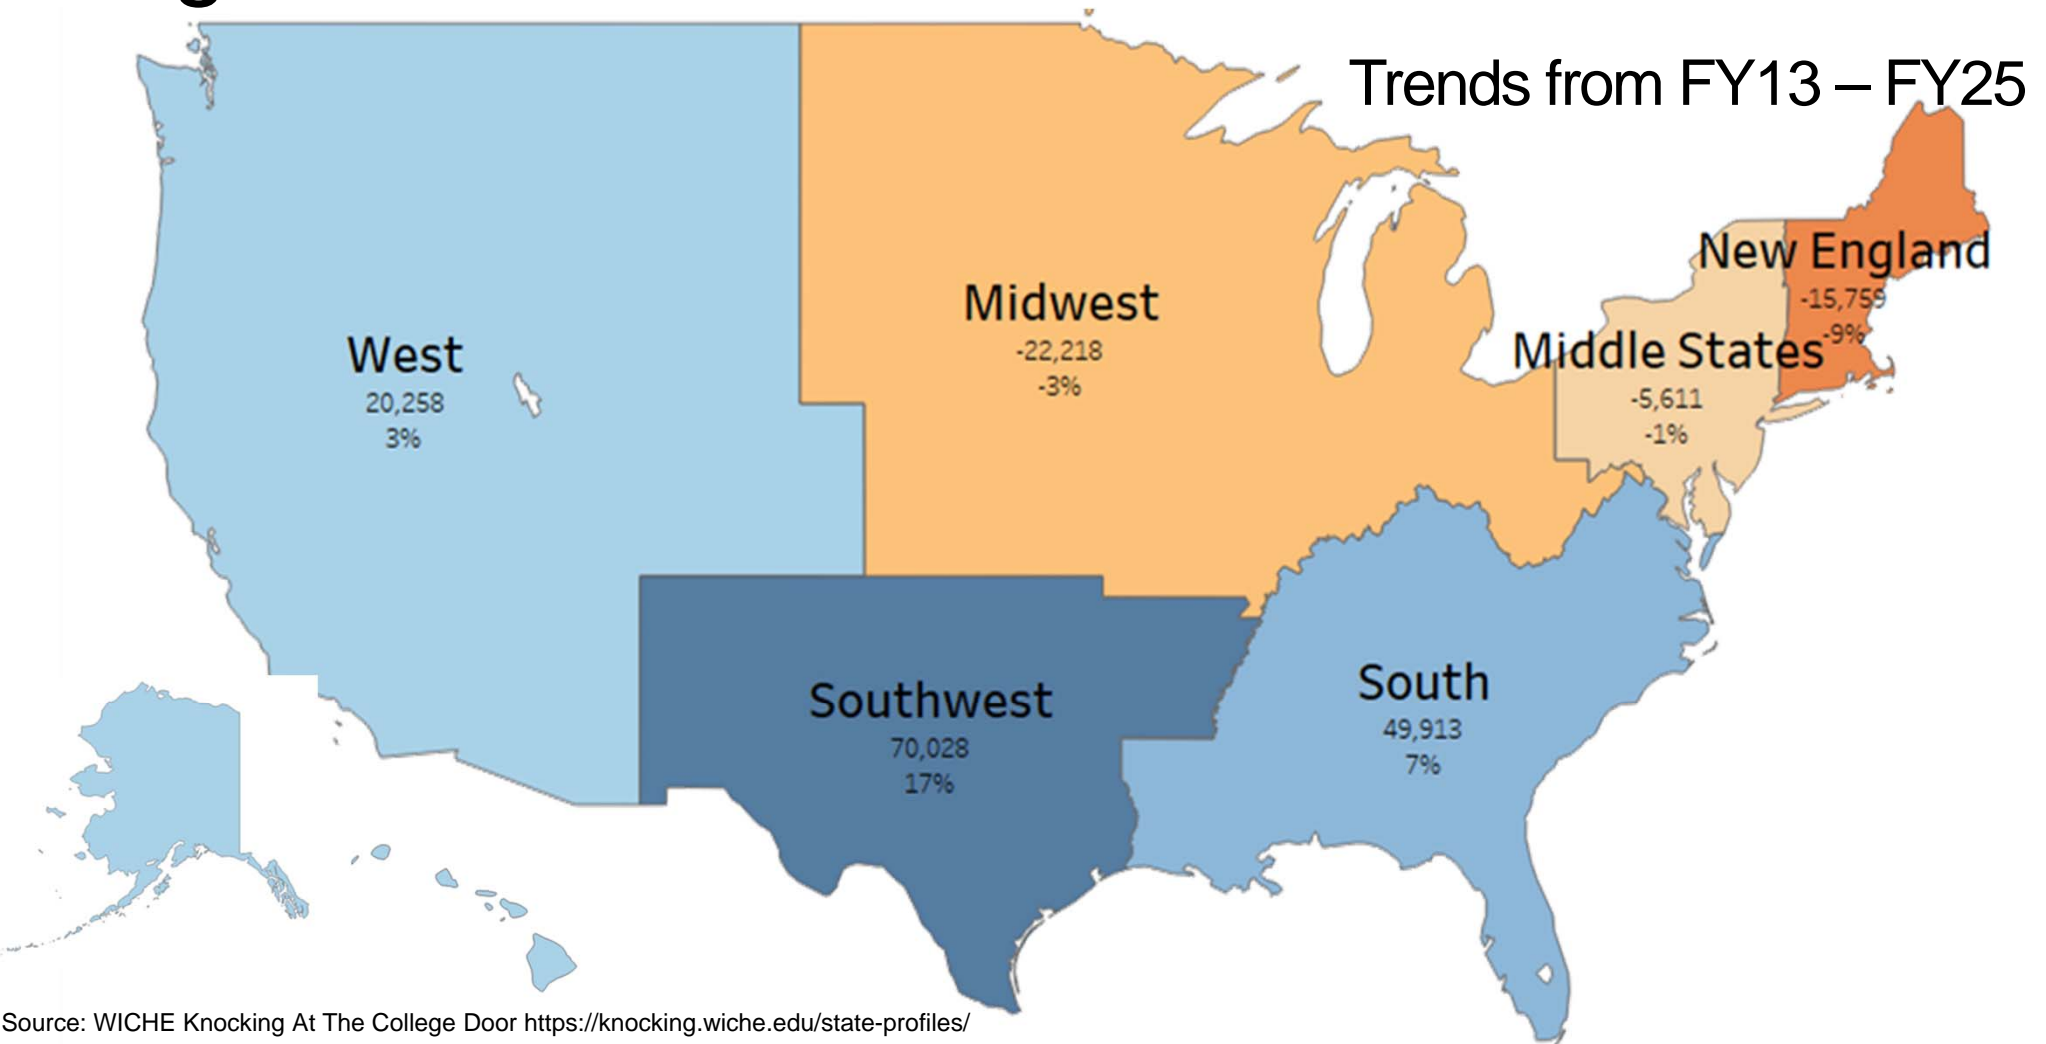 Trends from FY13 – FY25
New England
-15,759
-9%
Midwest
-22,218
-3%
West
20,258
3%
Middle States
-5,611
-1%
Southwest
70,028
17%
South
49,913
7%
Source: WICHE Knocking At The College Door https://knocking.wiche.edu/state-profiles/